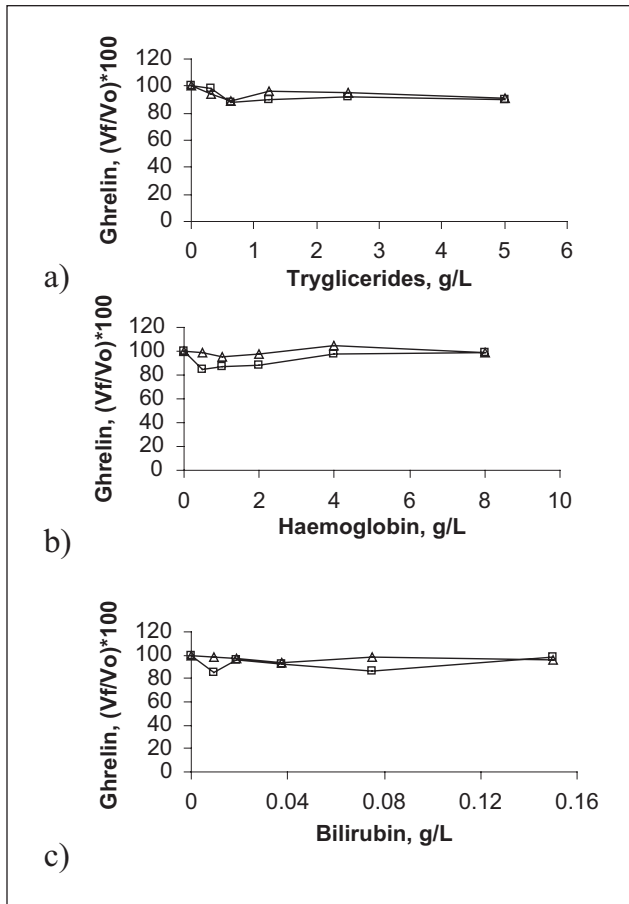 Ghrelin, (Vf/Vo)*100
120
100
80
60
40
20
0
0 1 2 3 4 5 6
Tryglicerides, g/L
a)
Ghrelin, (Vf/Vo)*100
120
100
80
60
40
20
0
0 2 4 6 8 10
Haemoglobin, g/L
b)
Ghrelin, (Vf/Vo)*100
120
100
80
60
40
20
0
0 0.04 0.08 0.12 0.16
Bilirubin, g/L
c)